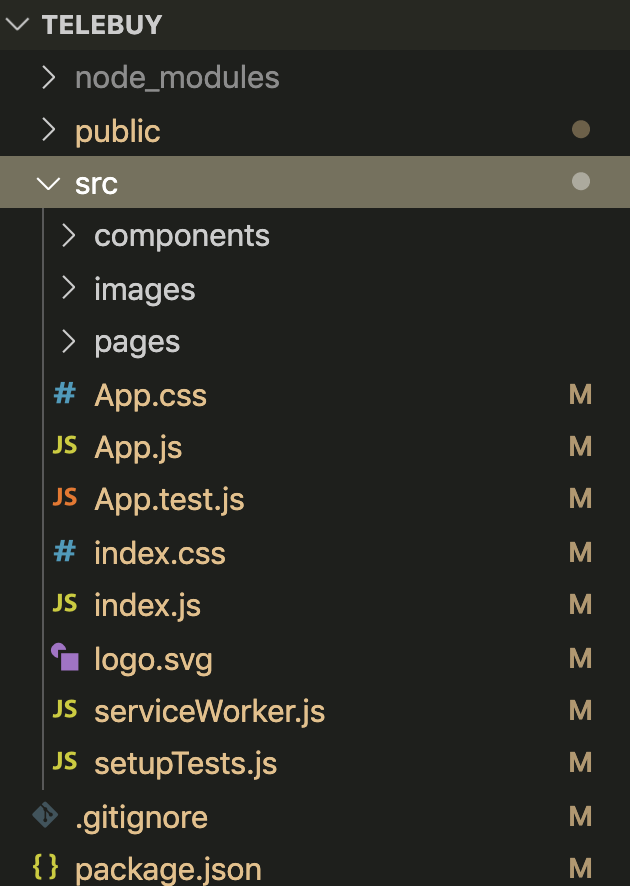 TELEBUY
node_modules
public
src
components
images
pages
# App.css M
JS App.js M
JS App.test.js M
# index.css M
JS index.js M
logo.svg M
JS serviceWorker.js M
JS setupTests.js M
.gitignore M
{} package.json M